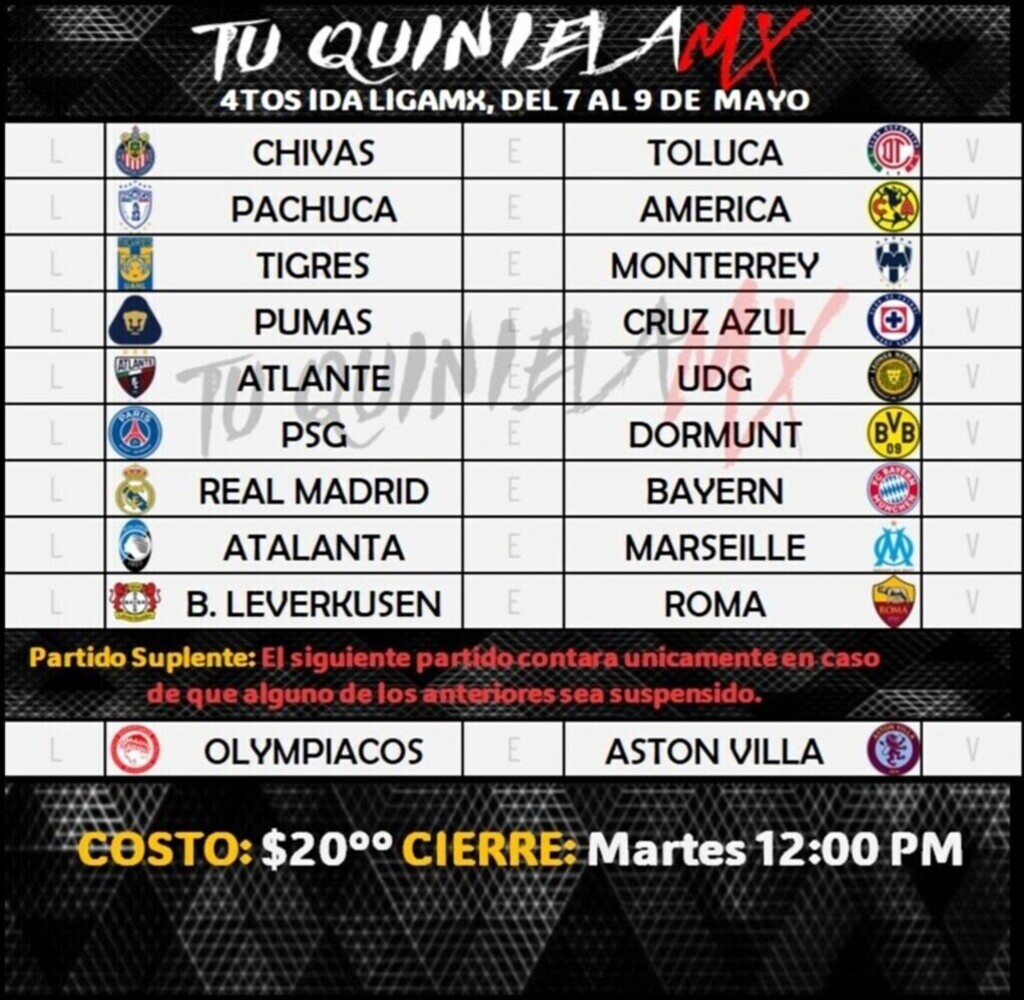 TU QUINIELAMX
4TOS IDA LIGAMX, DEL 7 AL 9 DE MAYO
L CHIVAS E TOLUCA V
L PACHUCA E AMERICA V
L TIGRES E MONTERREY V
L PUMAS E CRUZ AZUL V
L ATLANTE E UDG V
L PSG E DORMUNT V
L REAL MADRID E BAYERN V
L ATALANTA E MARSEILLE V
L B. LEVERKUSEN E ROMA V
TU QUINIELAMX
Partido Suplente: El siguiente partido contara unicamente en caso
de que alguno de los anteriores sea suspendido.
L OLYMPIACOS E ASTON VILLA V
COSTO: $20°° CIERRE: Martes 12:00 PM